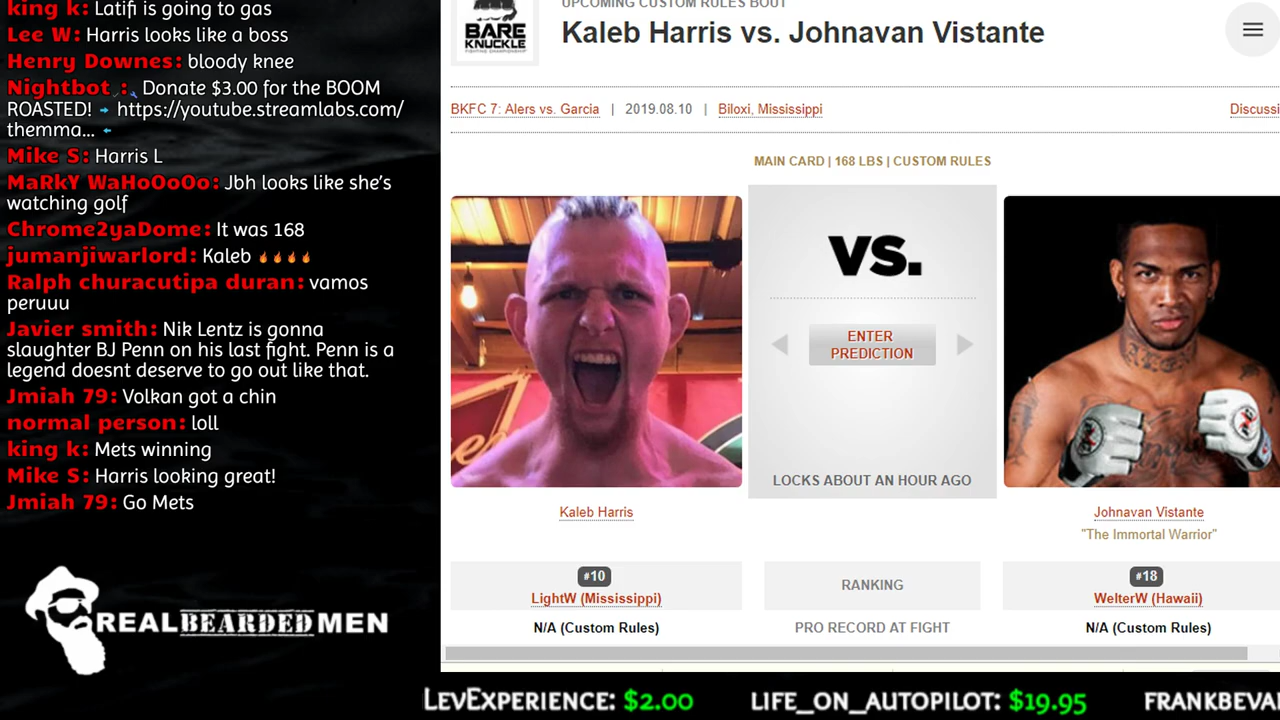 king k: Latifi is going to gas
Lee W: Harris looks like a boss
Henry Downes: bloody knee
Nightbot : Donate $3.00 for the BOOM
ROASTED! https://youtube.streamlabs.com/
themma...
Mike S: Harris L
MaRkY WaHoOoOo: Jbh looks like she's
watching golf
Chrome2yaDome: It was 168
jumanjiwarlord: Kaleb 🔥🔥🔥🔥
Ralph churacutipa duran: vamos
peruuu
Javier smith: Nik Lentz is gonna
slaughter BJ Penn on his last fight. Penn is a
legend doesnt deserve to go out like that.
Jmiah 79: Volkan got a chin
normal person: loll
king k: Mets winning
Mike S: Harris looking great!
Jmiah 79: Go Mets
REALBEARDEDMEN
UPCOMING CUSTOM RULES BOUT
BARE
KNUCKLE
Kaleb Harris vs. Johnavan Vistante
BKFC 7: Alers vs. Garcia | 2019.08.10 | Biloxi, Mississippi
Discussi
MAIN CARD | 168 LBS | CUSTOM RULES
VS.
ENTER
PREDICTION
LOCKS ABOUT AN HOUR AGO
Kaleb Harris
Johnavan Vistante
"The Immortal Warrior"
#10
LightW (Mississippi)
RANKING
#18
WelterW (Hawaii)
N/A (Custom Rules)
PRO RECORD AT FIGHT
N/A (Custom Rules)
LEVEXPERIENCE: $2.00 LIFE_ON_AUTOPILOT: $19.95 FRANKBEVA